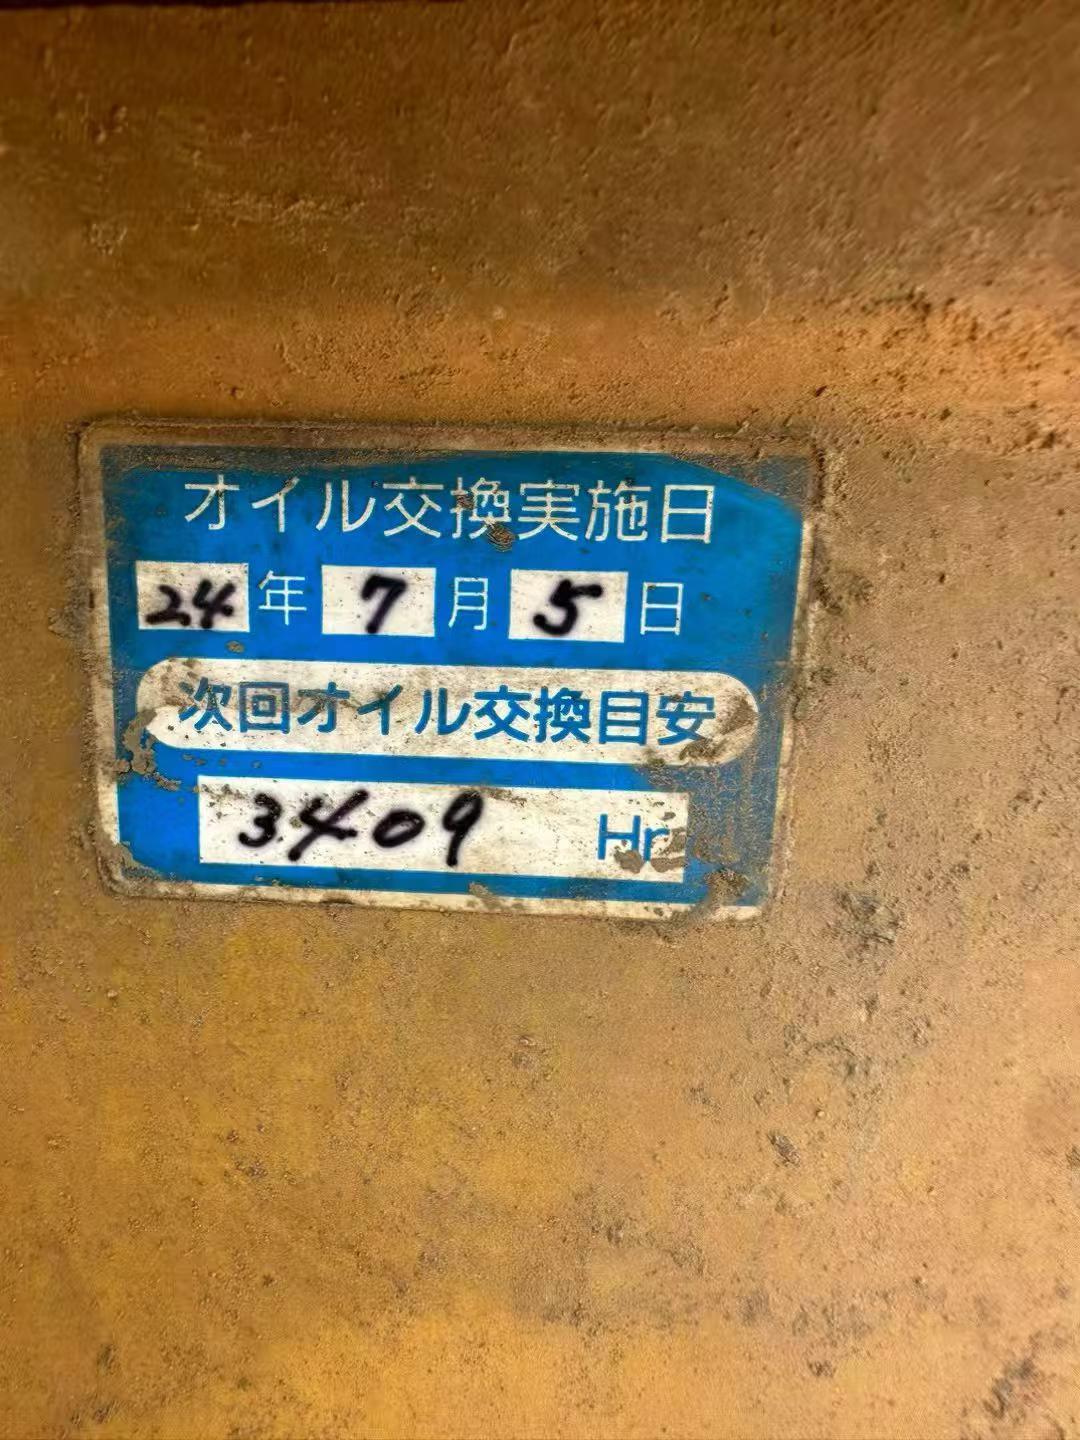 オイル交換実施日
24年7月5日
次回オイル交換目安
3409 Hr